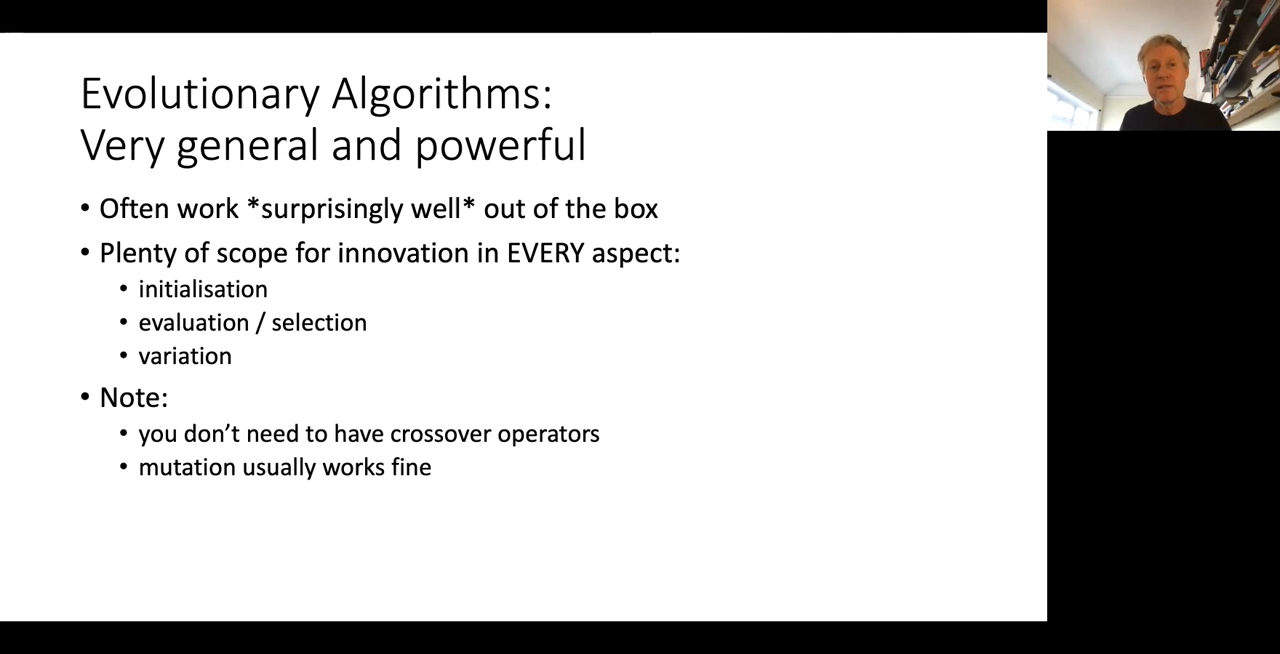 Evolutionary Algorithms:
Very general and powerful
• Often work *surprisingly well* out of the box
• Plenty of scope for innovation in EVERY aspect:
• initialisation
• evaluation / selection
• variation
• Note:
• you don’t need to have crossover operators
• mutation usually works fine